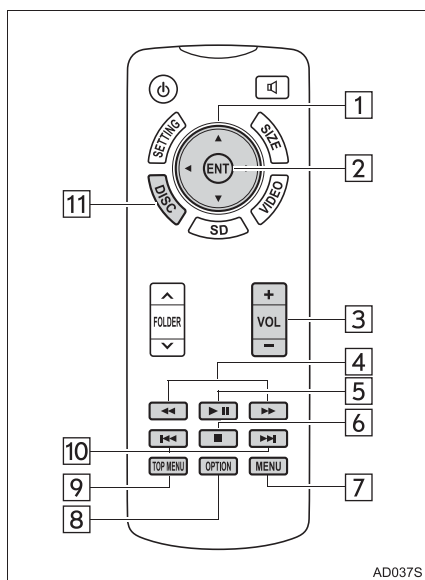 1
SETTING
SIZE
ENT
2
DISC
VIDEO
11
SD
FOLDER
+
VOL
−
3
4
5
6
10
TOP MENU
OPTION
MENU
9
8
7
AD037S